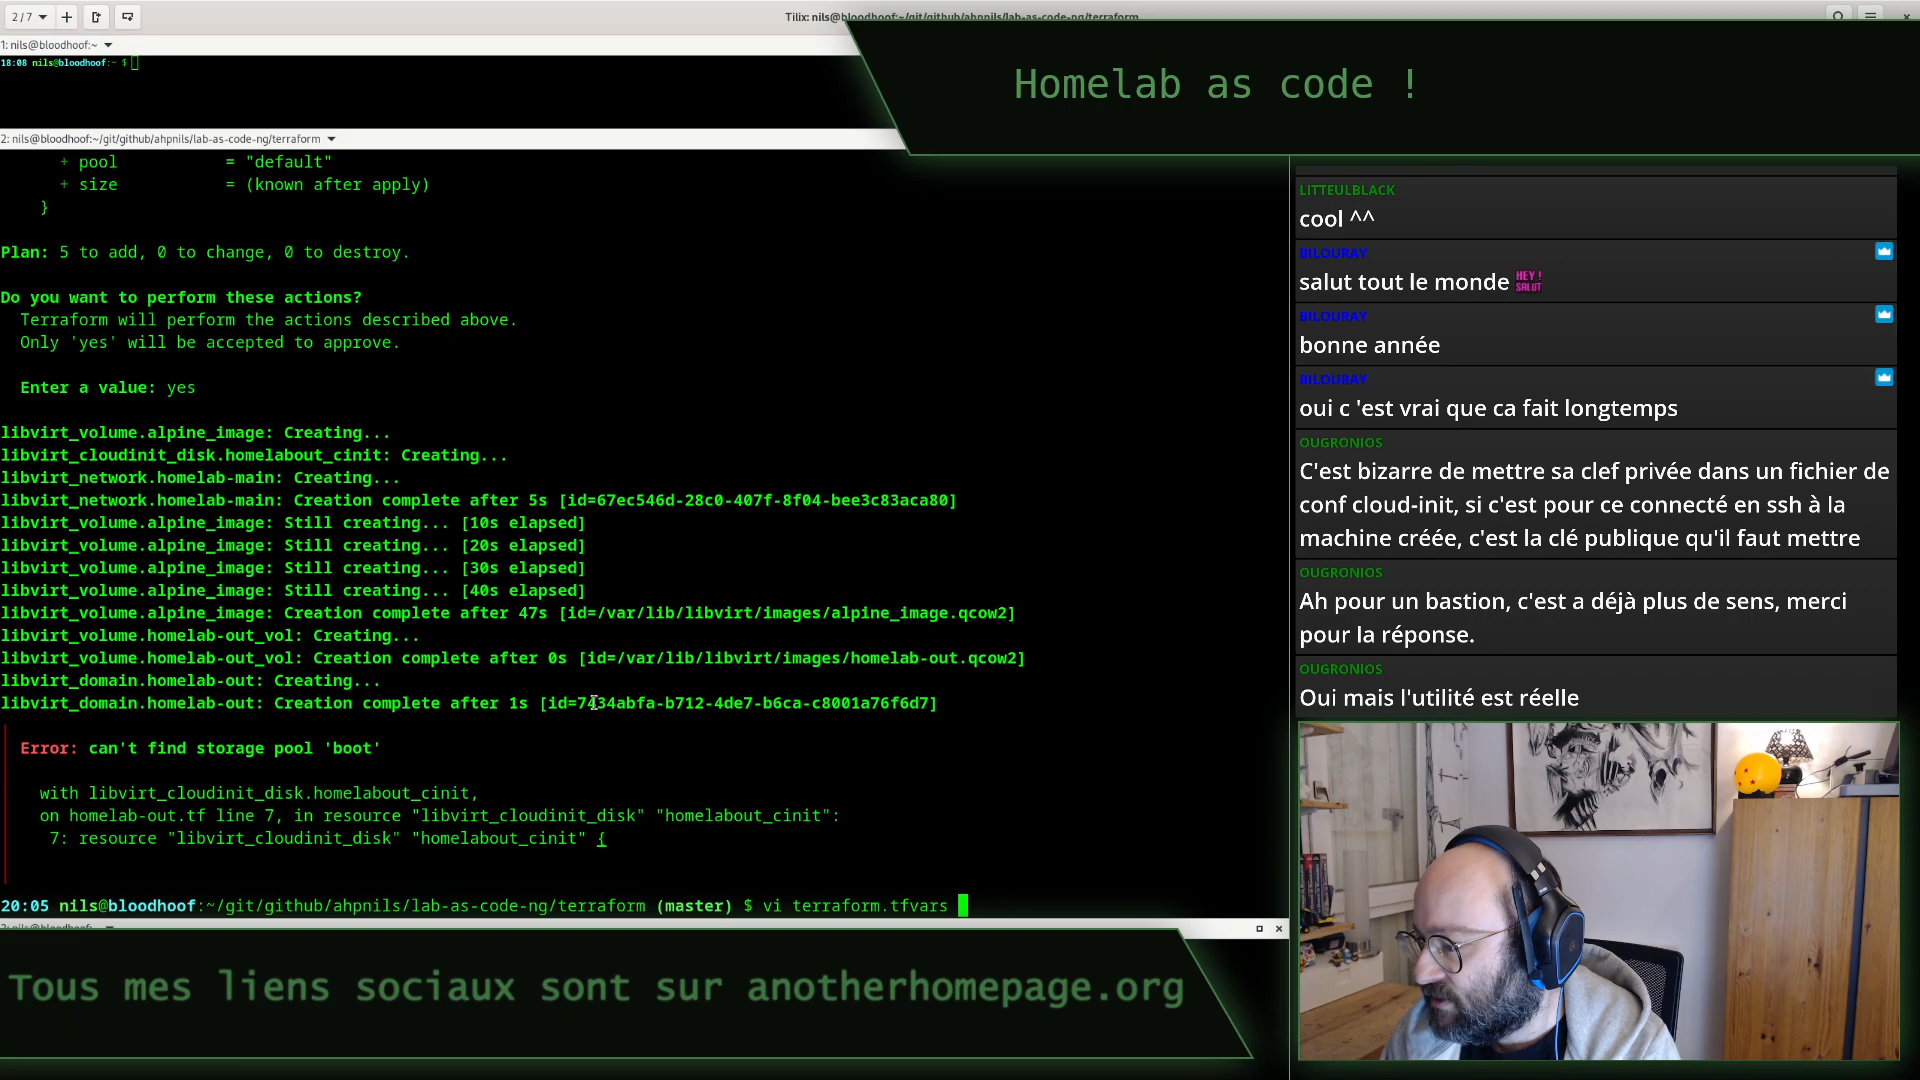 2 / 7
Tilix: nils@bloodhoof:~/git/github/ahpnils/lab-as-code-ng/terraform
1: nils@bloodhoof:~
18:08 nils@bloodhoof:~ $
Homelab as code !
2: nils@bloodhoof:~/git/github/ahpnils/lab-as-code-ng/terraform
+ pool = "default"
+ size = (known after apply)
}
Plan: 5 to add, 0 to change, 0 to destroy.
Do you want to perform these actions?
Terraform will perform the actions described above.
Only 'yes' will be accepted to approve.
Enter a value: yes
libvirt_volume.alpine_image: Creating...
libvirt_cloudinit_disk.homelabout_cinit: Creating...
libvirt_network.homelab-main: Creating...
libvirt_network.homelab-main: Creation complete after 5s [id=67ec546d-28c0-407f-8f04-bee3c83aca80]
libvirt_volume.alpine_image: Still creating... [10s elapsed]
libvirt_volume.alpine_image: Still creating... [20s elapsed]
libvirt_volume.alpine_image: Still creating... [30s elapsed]
libvirt_volume.alpine_image: Still creating... [40s elapsed]
libvirt_volume.alpine_image: Creation complete after 47s [id=/var/lib/libvirt/images/alpine_image.qcow2]
libvirt_volume.homelab-out_vol: Creating...
libvirt_volume.homelab-out_vol: Creation complete after 0s [id=/var/lib/libvirt/images/homelab-out.qcow2]
libvirt_domain.homelab-out: Creating...
libvirt_domain.homelab-out: Creation complete after 1s [id=7434abfa-b712-4de7-b6ca-c8001a76f6d7]
Error: can't find storage pool 'boot'
with libvirt_cloudinit_disk.homelabout_cinit,
on homelab-out.tf line 7, in resource "libvirt_cloudinit_disk" "homelabout_cinit":
7: resource "libvirt_cloudinit_disk" "homelabout_cinit" {
20:05 nils@bloodhoof:~/git/github/ahpnils/lab-as-code-ng/terraform (master) $ vi terraform.tfvars
Tous mes liens sociaux sont sur anotherhomepage.org
LITTEULBLACK
cool ^^
BILOURAY
salut tout le monde HEY ! SALUT
BILOURAY
bonne année
BILOURAY
oui c 'est vrai que ca fait longtemps
OUGRONIOS
C'est bizarre de mettre sa clef privée dans un fichier de
conf cloud-init, si c'est pour ce connecté en ssh à la
machine créée, c'est la clé publique qu'il faut mettre
OUGRONIOS
Ah pour un bastion, c'est a déjà plus de sens, merci
pour la réponse.
OUGRONIOS
Oui mais l'utilité est réelle